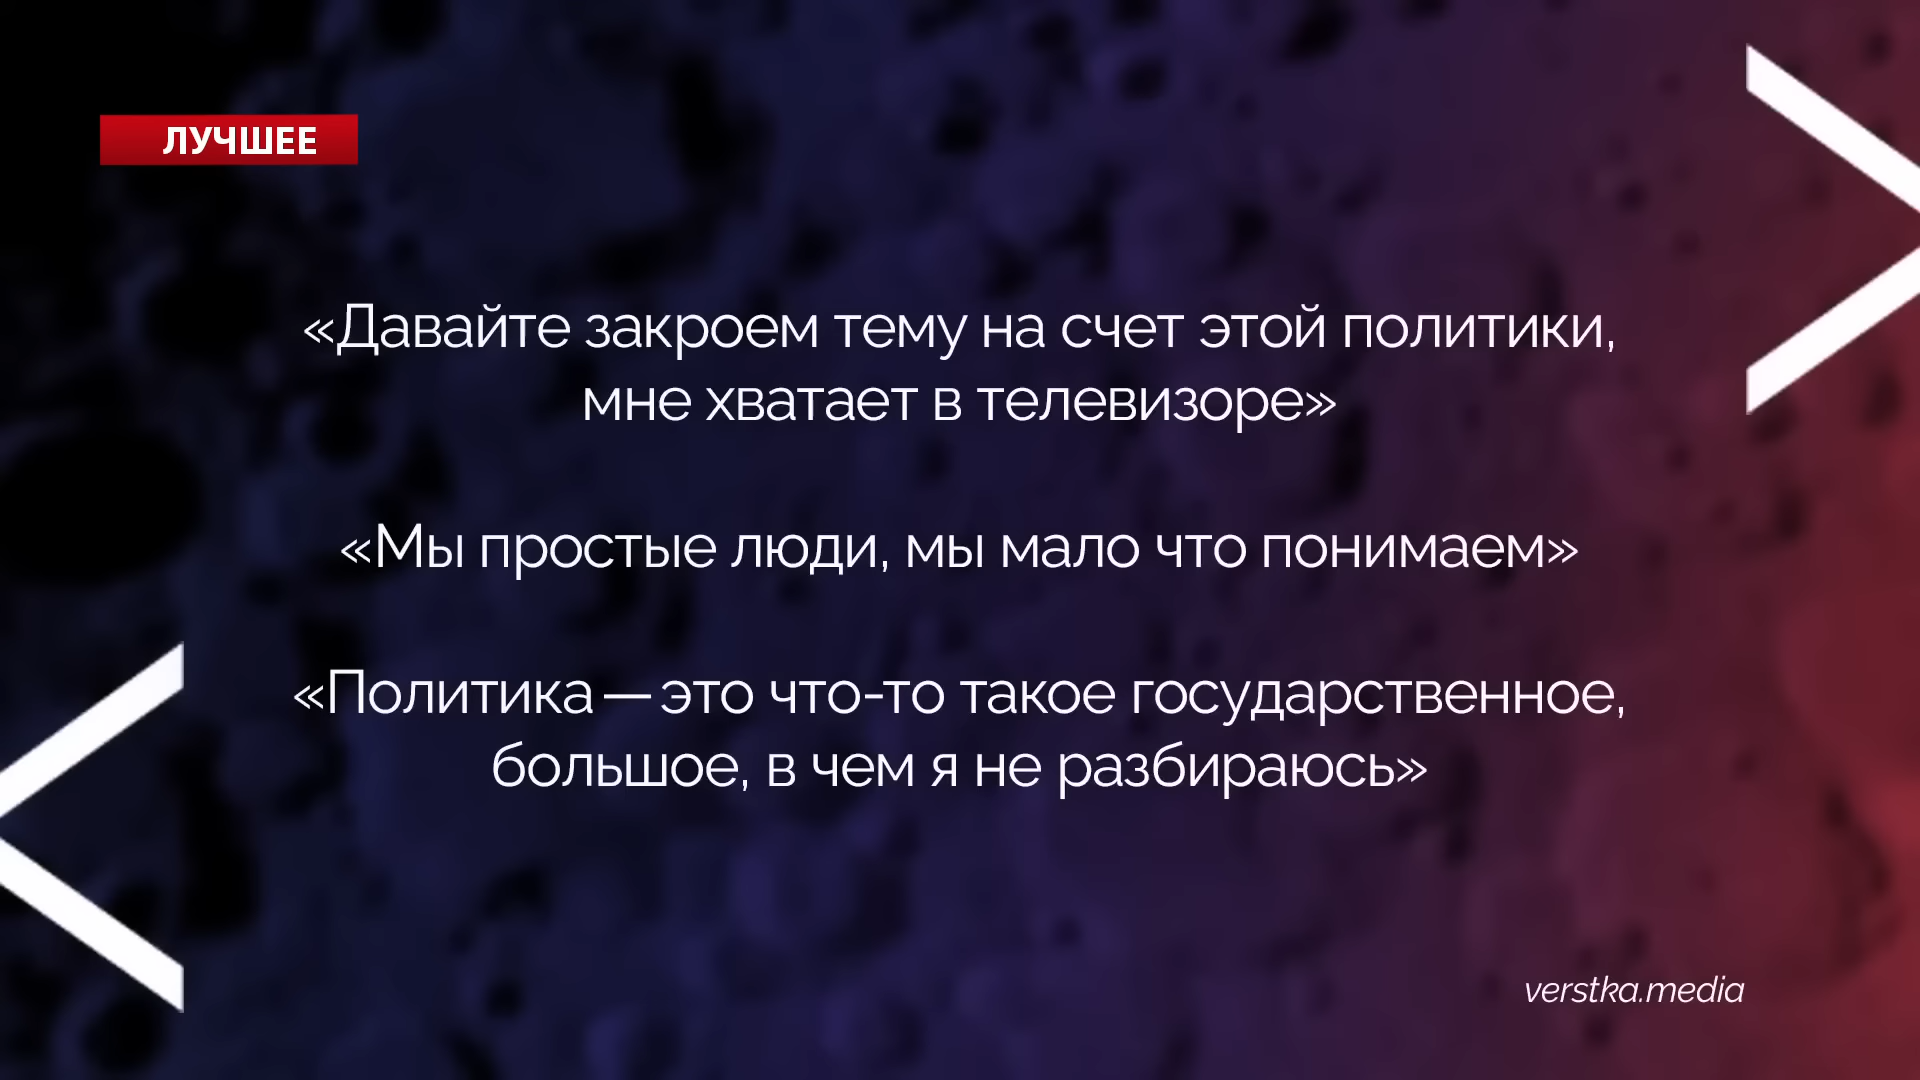 ЛУЧШЕЕ
«Давайте закроем тему на счет этой политики,
мне хватает в телевизоре»
«Мы простые люди, мы мало что понимаем»
«Политика — это что-то такое государственное,
большое, в чем я не разбираюсь»
verstka.media